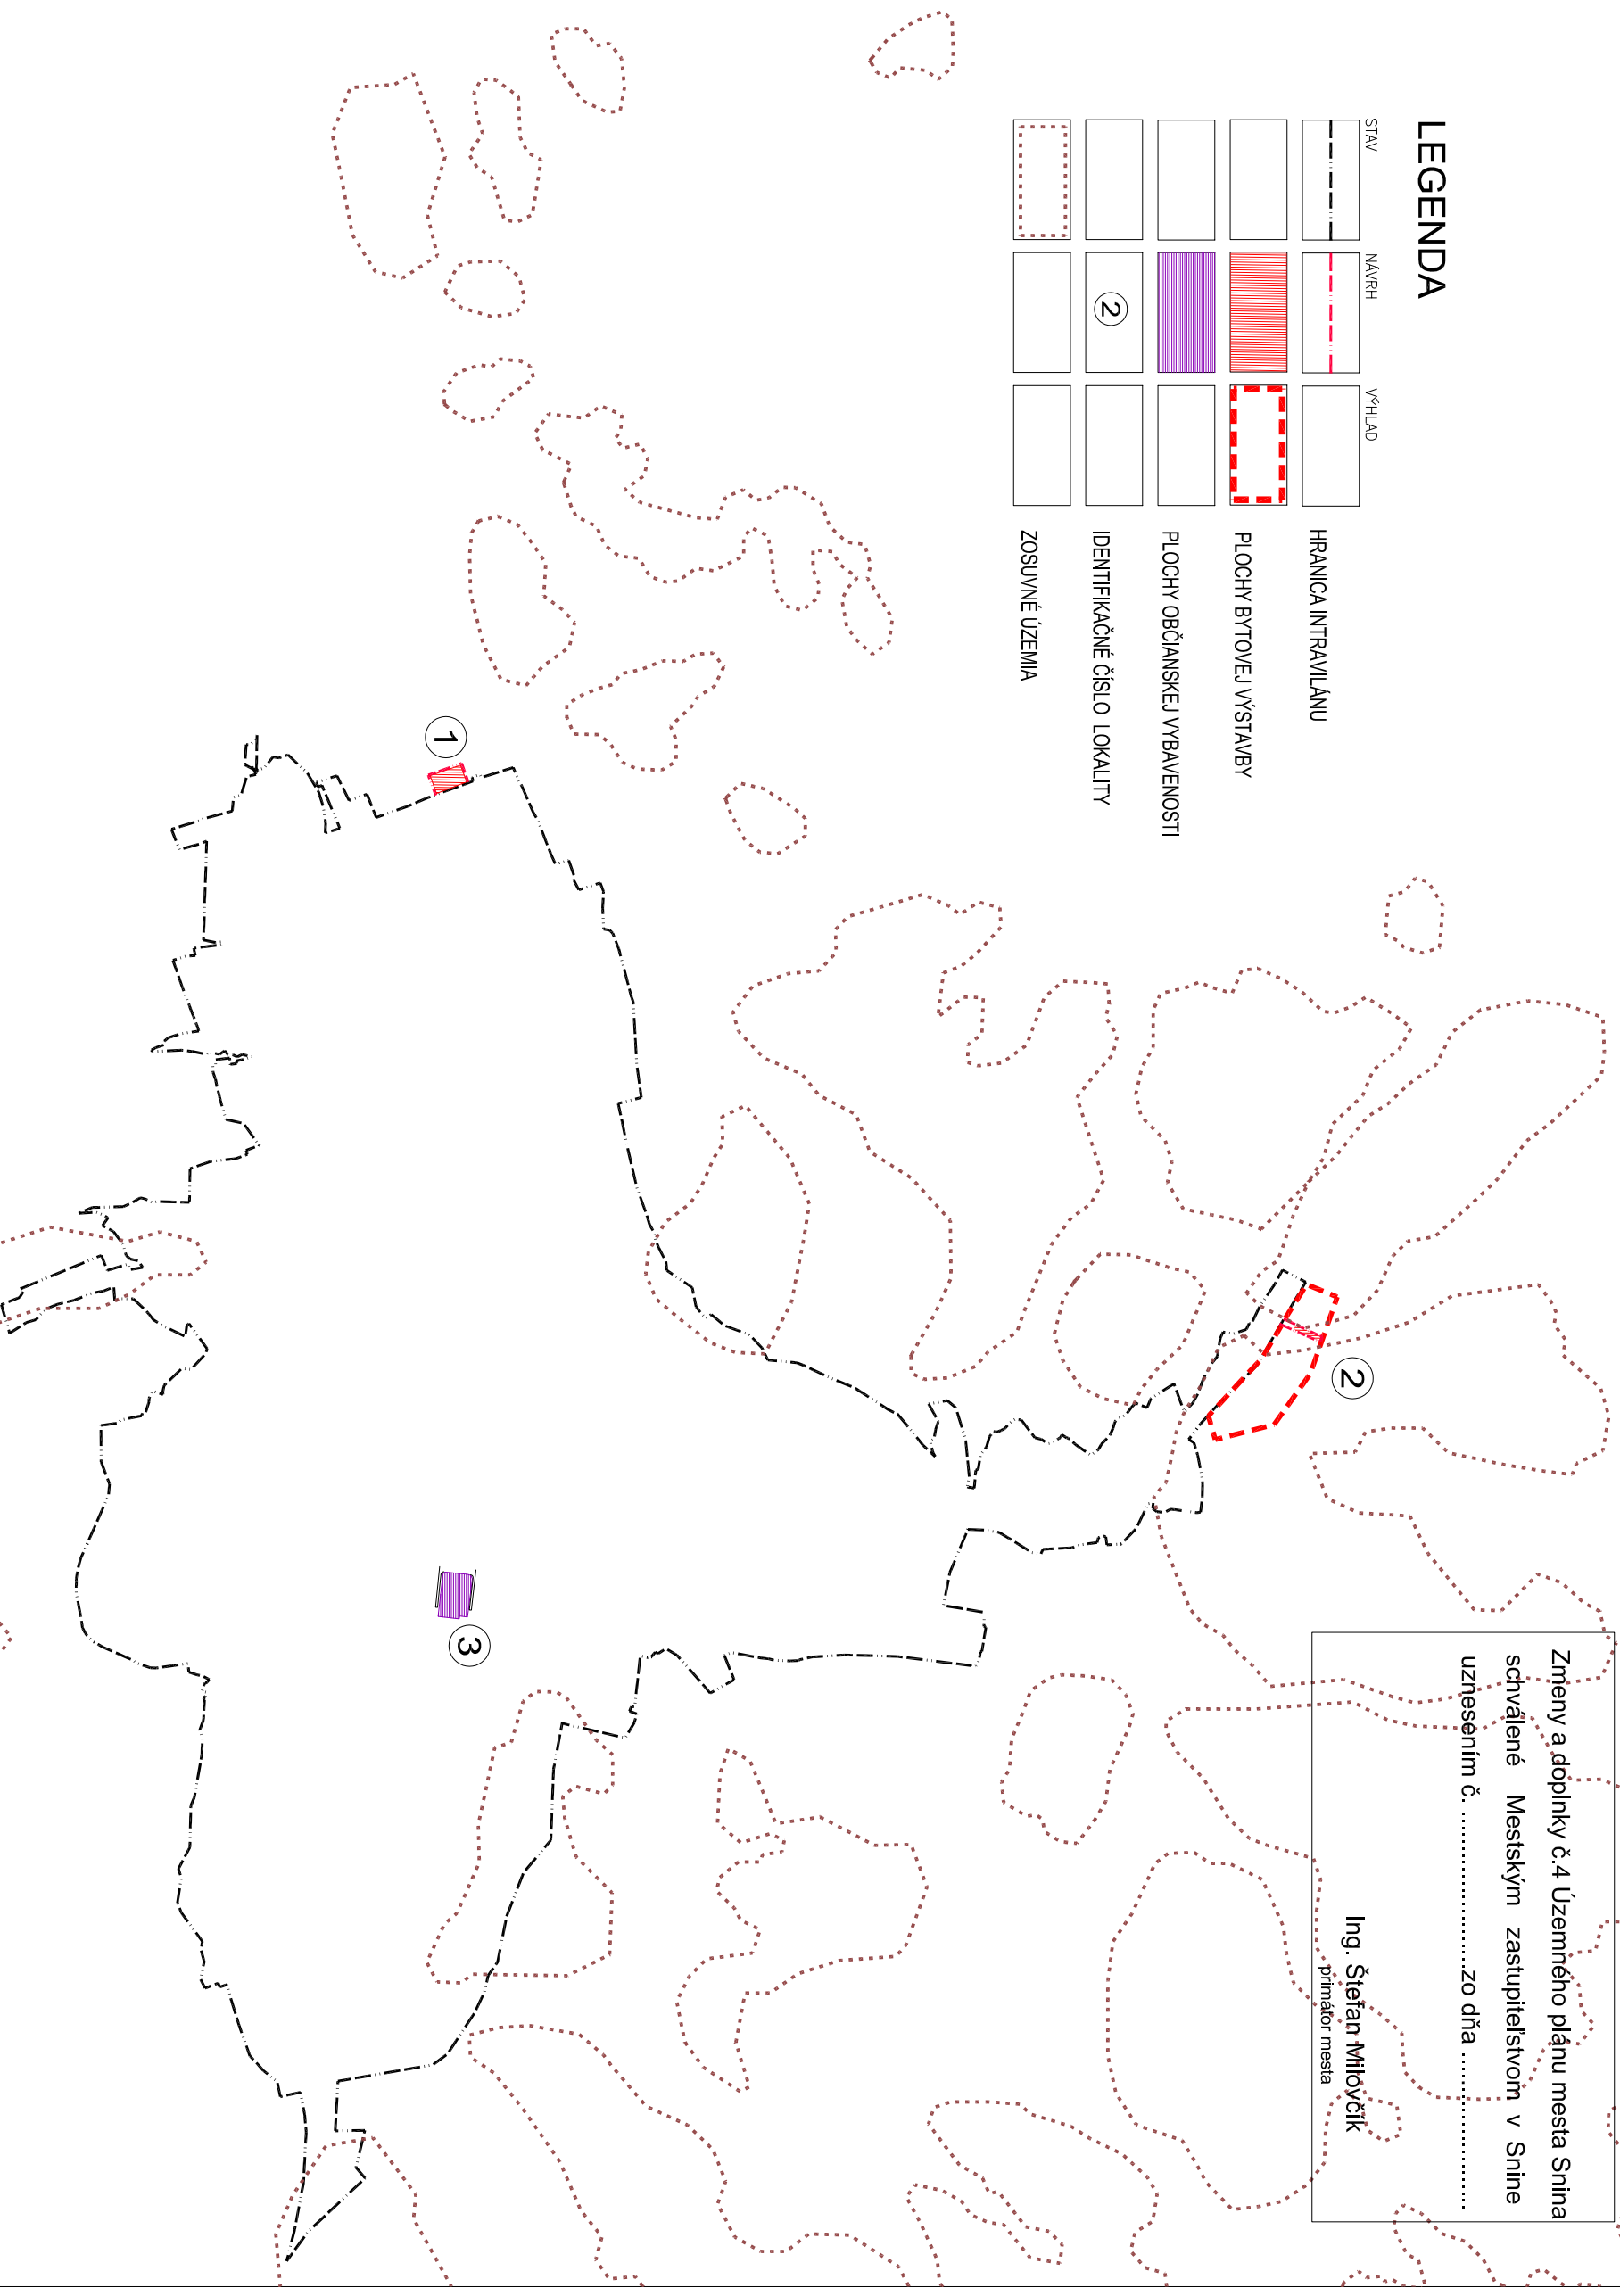 LEGENDA
STAV NÁVRH VÝHLAD
HRANICA INTRAVILÁNU
PLOCHY BYTOVEJ VÝSTAVBY
PLOCHY OBČIANSKEJ VYBAVENOSTI
2 IDENTIFIKAČNÉ ČÍSLO LOKALITY
ZOSUVNÉ ÚZEMIA
Zmeny a doplnky č.4 Územného plánu mesta Snina
schválené Mestským zastupiteľstvom v Snine
uznesením č. ........................zo dňa ......................
Ing. Štefan Milovčík
primátor mesta
2
1
3